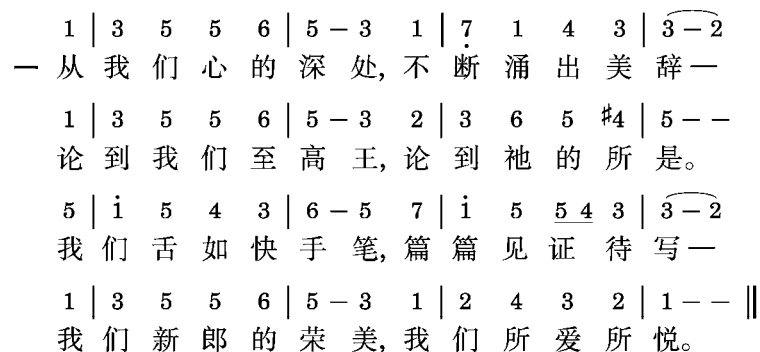 1 | 3 5 5 6 | 5 – 3 1 | 7̣ 1 4 3 | 3 – 2
一 从我们心的深处, 不断涌出美辞—
1 | 3 5 5 6 | 5 – 3 2 | 3 6 5 ♯4 | 5 – –
论到我们至高王, 论到祂的所是。
5 | 1̇ 5 4 3 | 6 – 5 7 | 1̇ 5 5 4 3 | 3 – 2
我们舌如快手笔, 篇篇见证待写—
1 | 3 5 5 6 | 5 – 3 1 | 2 4 3 2 | 1 – – ‖
我们新郎的荣美, 我们所爱所悦。